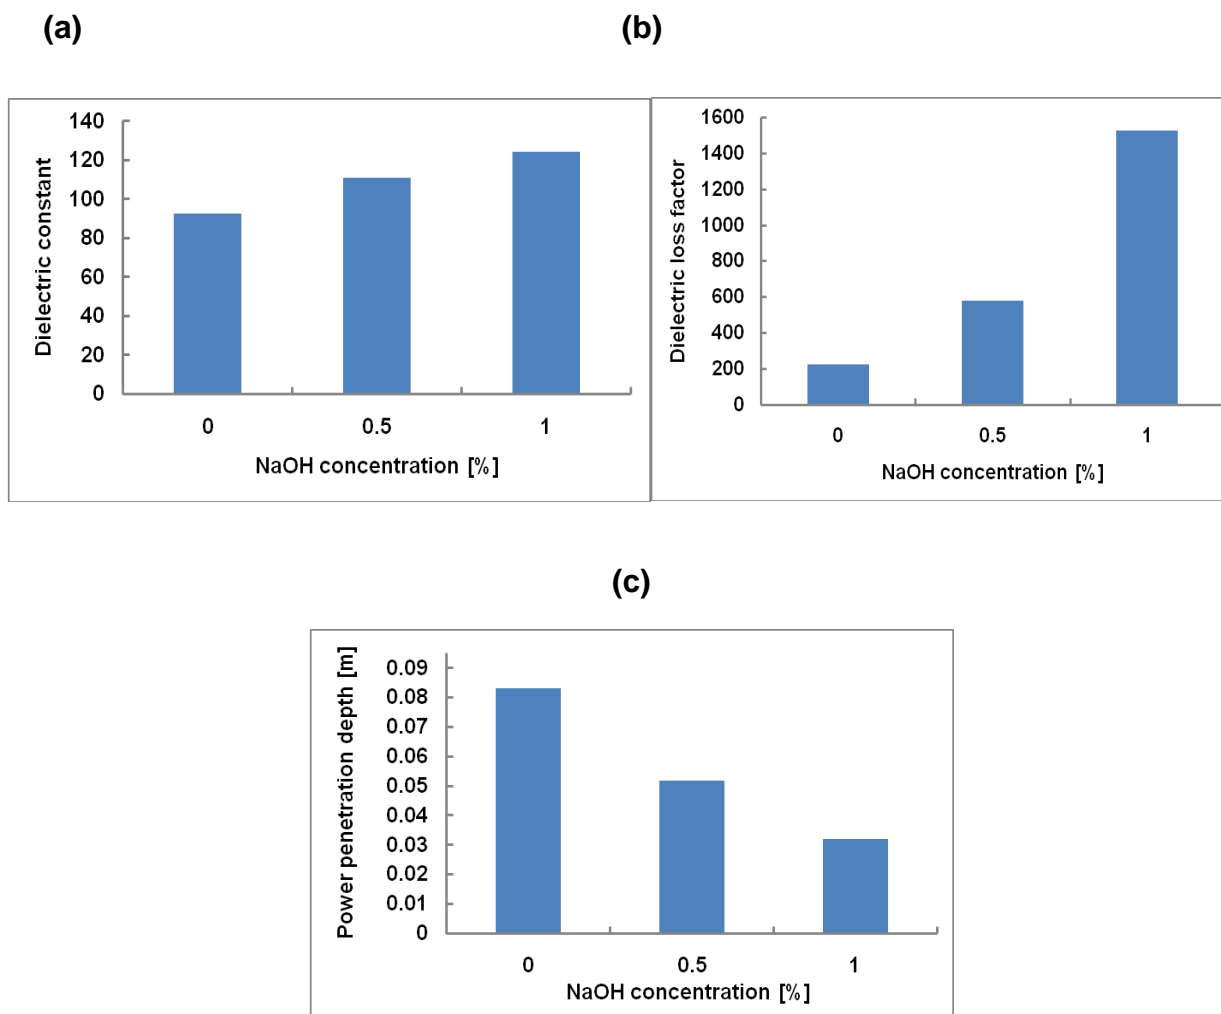 (a)
Dielectric constant
140
120
100
80
60
40
20
0
0 0.5 1
NaOH concentration [%]
(b)
Dielectric loss factor
1600
1400
1200
1000
800
600
400
200
0
0 0.5 1
NaOH concentration [%]
(c)
Power penetration depth [m]
0.09
0.08
0.07
0.06
0.05
0.04
0.03
0.02
0.01
0
0 0.5 1
NaOH concentration [%]